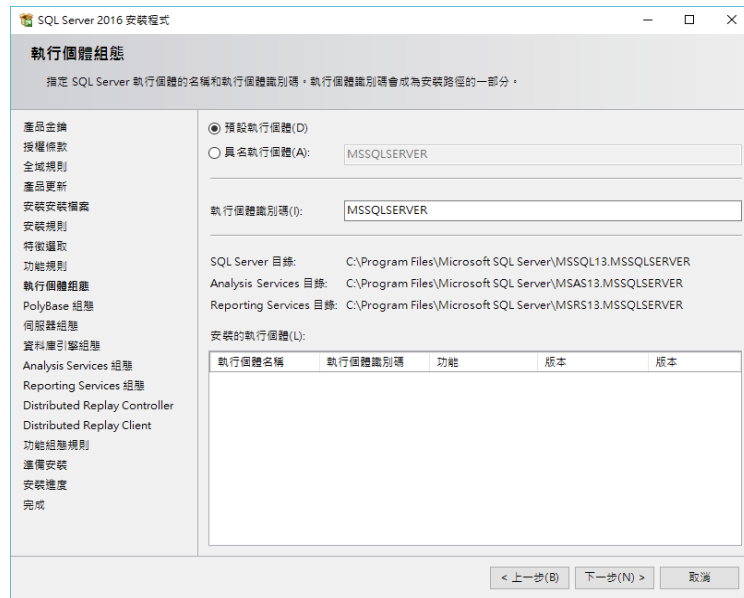 SQL Server 2016 安裝程式
執行個體組態
指定 SQL Server 執行個體的名稱和執行個體識別碼。執行個體識別碼會成為安裝路徑的一部分。
產品金鑰
授權條款
全域規則
產品更新
安裝安裝檔案
安裝規則
特徵選取
功能規則
執行個體組態
PolyBase 組態
伺服器組態
資料庫引擎組態
Analysis Services 組態
Reporting Services 組態
Distributed Replay Controller
Distributed Replay Client
功能組態規則
準備安裝
安裝進度
完成
預設執行個體(D)
具名執行個體(A): MSSQLSERVER
執行個體識別碼(I): MSSQLSERVER
SQL Server 目錄: C:\Program Files\Microsoft SQL Server\MSSQL13.MSSQLSERVER
Analysis Services 目錄: C:\Program Files\Microsoft SQL Server\MSAS13.MSSQLSERVER
Reporting Services 目錄: C:\Program Files\Microsoft SQL Server\MSRS13.MSSQLSERVER
安裝的執行個體(L):
執行個體名稱 執行個體識別碼 功能 版本 版本
< 上一步(B) 下一步(N) > 取消